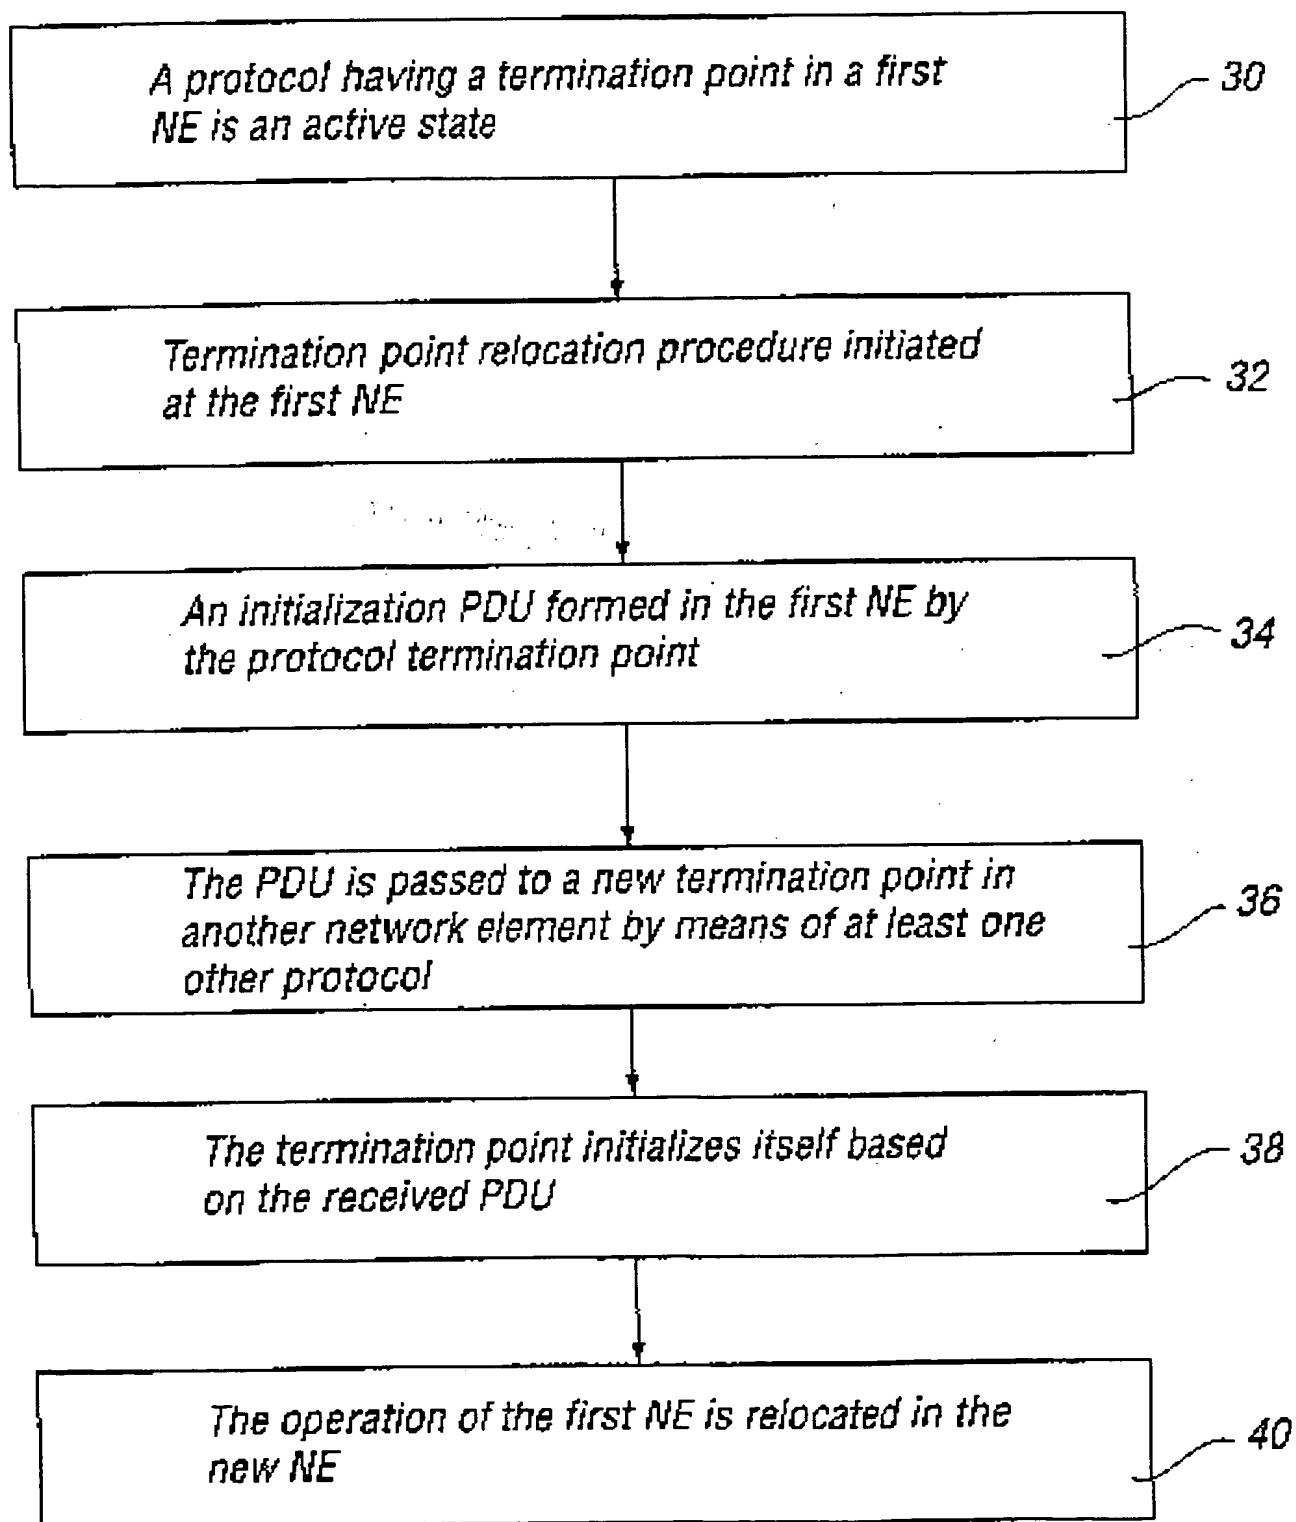 A protocol having a termination point in a first
NE is an active state
30
Termination point relocation procedure initiated
at the first NE
32
An initialization PDU formed in the first NE by
the protocol termination point
34
The PDU is passed to a new termination point in
another network element by means of at least one
other protocol
36
The termination point initializes itself based
on the received PDU
38
The operation of the first NE is relocated in the
new NE
40